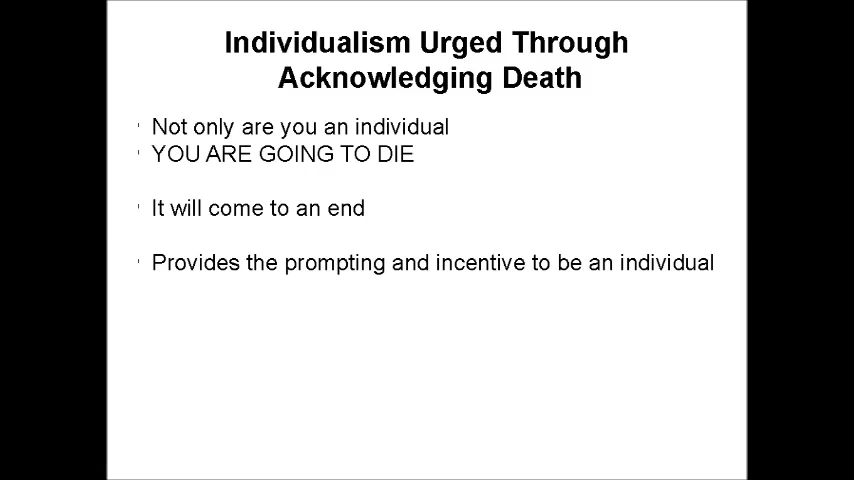 Individualism Urged Through
Acknowledging Death
Not only are you an individual
YOU ARE GOING TO DIE
It will come to an end
Provides the prompting and incentive to be an individual